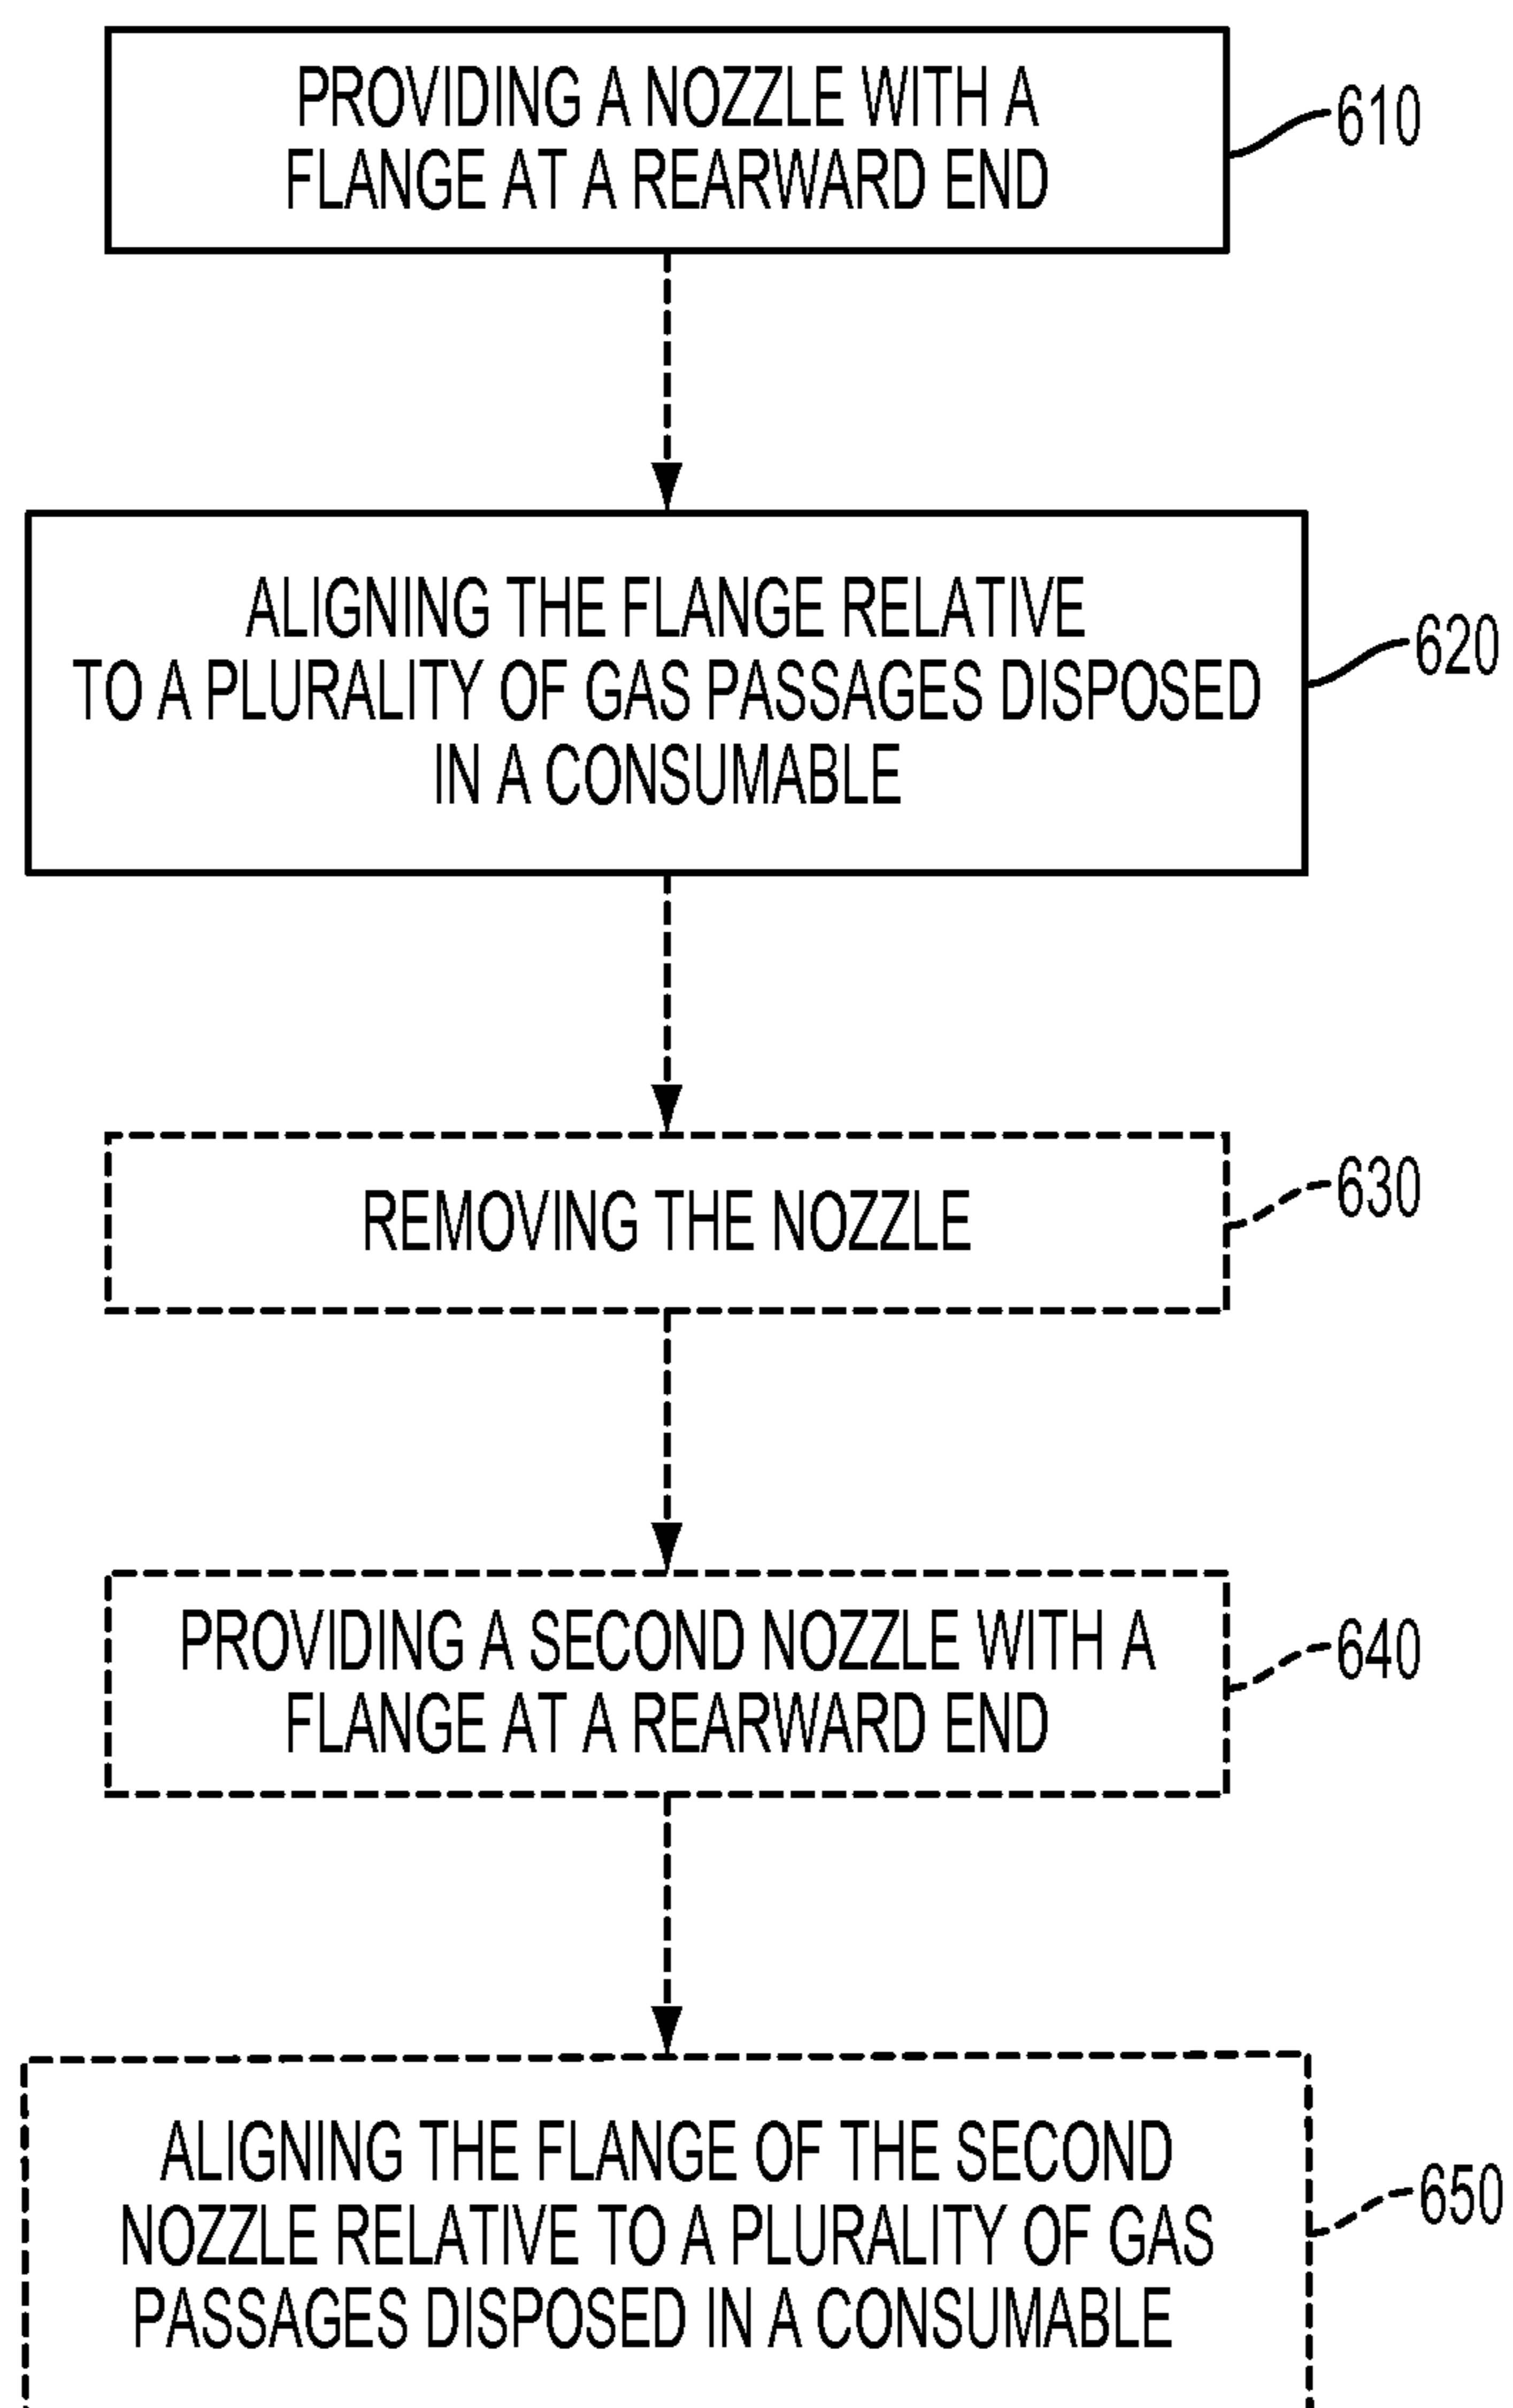 PROVIDING A NOZZLE WITH A
FLANGE AT A REARWARD END
610
ALIGNING THE FLANGE RELATIVE
TO A PLURALITY OF GAS PASSAGES DISPOSED
IN A CONSUMABLE
620
REMOVING THE NOZZLE
630
PROVIDING A SECOND NOZZLE WITH A
FLANGE AT A REARWARD END
640
ALIGNING THE FLANGE OF THE SECOND
NOZZLE RELATIVE TO A PLURALITY OF GAS
PASSAGES DISPOSED IN A CONSUMABLE
650